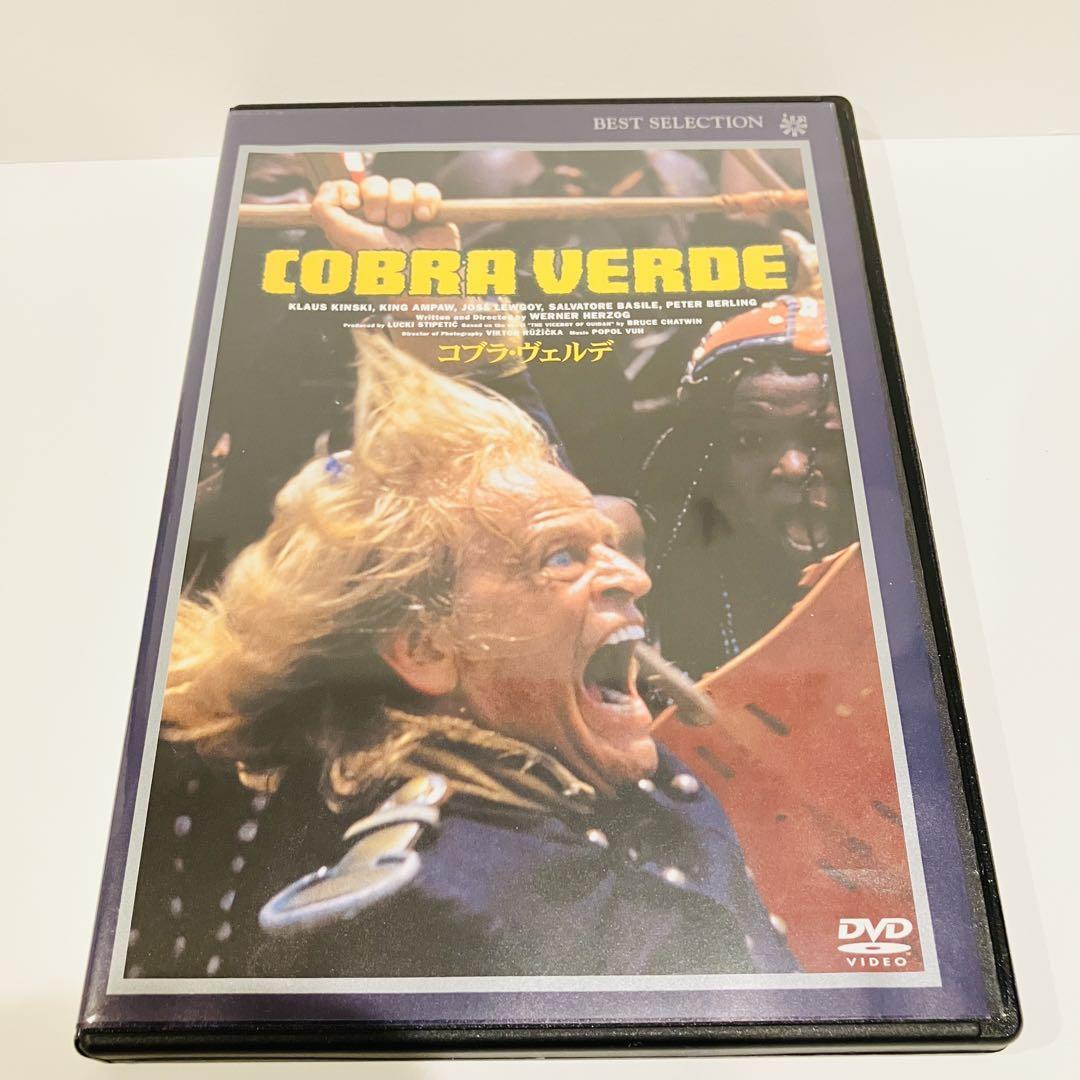 BEST SELECTION
COBRA VERDE
KLAUS KINSKI, KING AMPAW, JOSÉ LEWGOY, SALVATORE BASILE, PETER BERLING
Written and Directed by WERNER HERZOG
Produced by LUCKI STIPETIĆ Based on the novel "THE VICEROY OF OUIDAH" by BRUCE CHATWIN
Director of Photography VIKTOR RŮŽIČKA Music POPOL VUH
コブラ・ヴェルデ
DVD
VIDEO